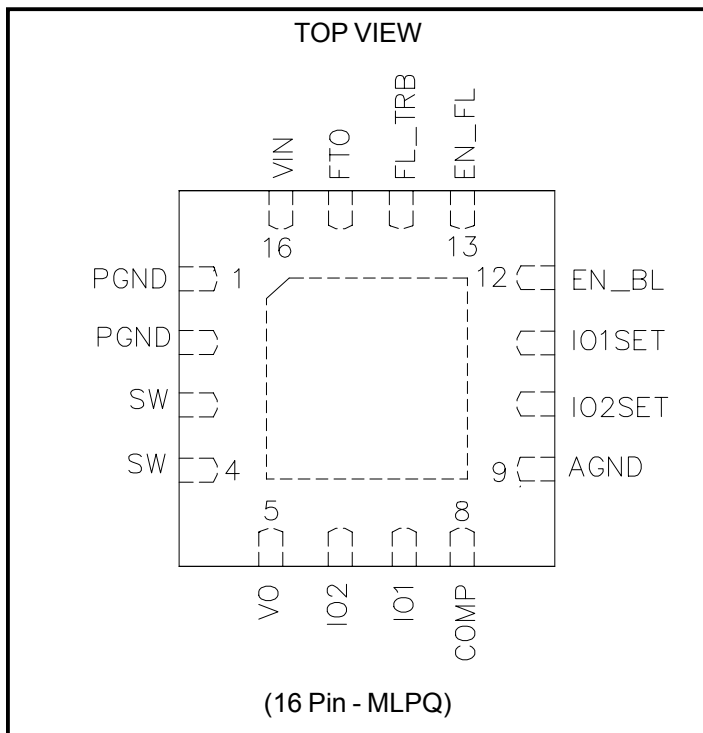 TOP VIEW
VIN
FTO
FL_TRB
EN_FL
16
13
PGND 1
12 EN_BL
PGND
IO1SET
SW
IO2SET
SW 4
9 AGND
5
8
VO
IO2
IO1
COMP
(16 Pin - MLPQ)